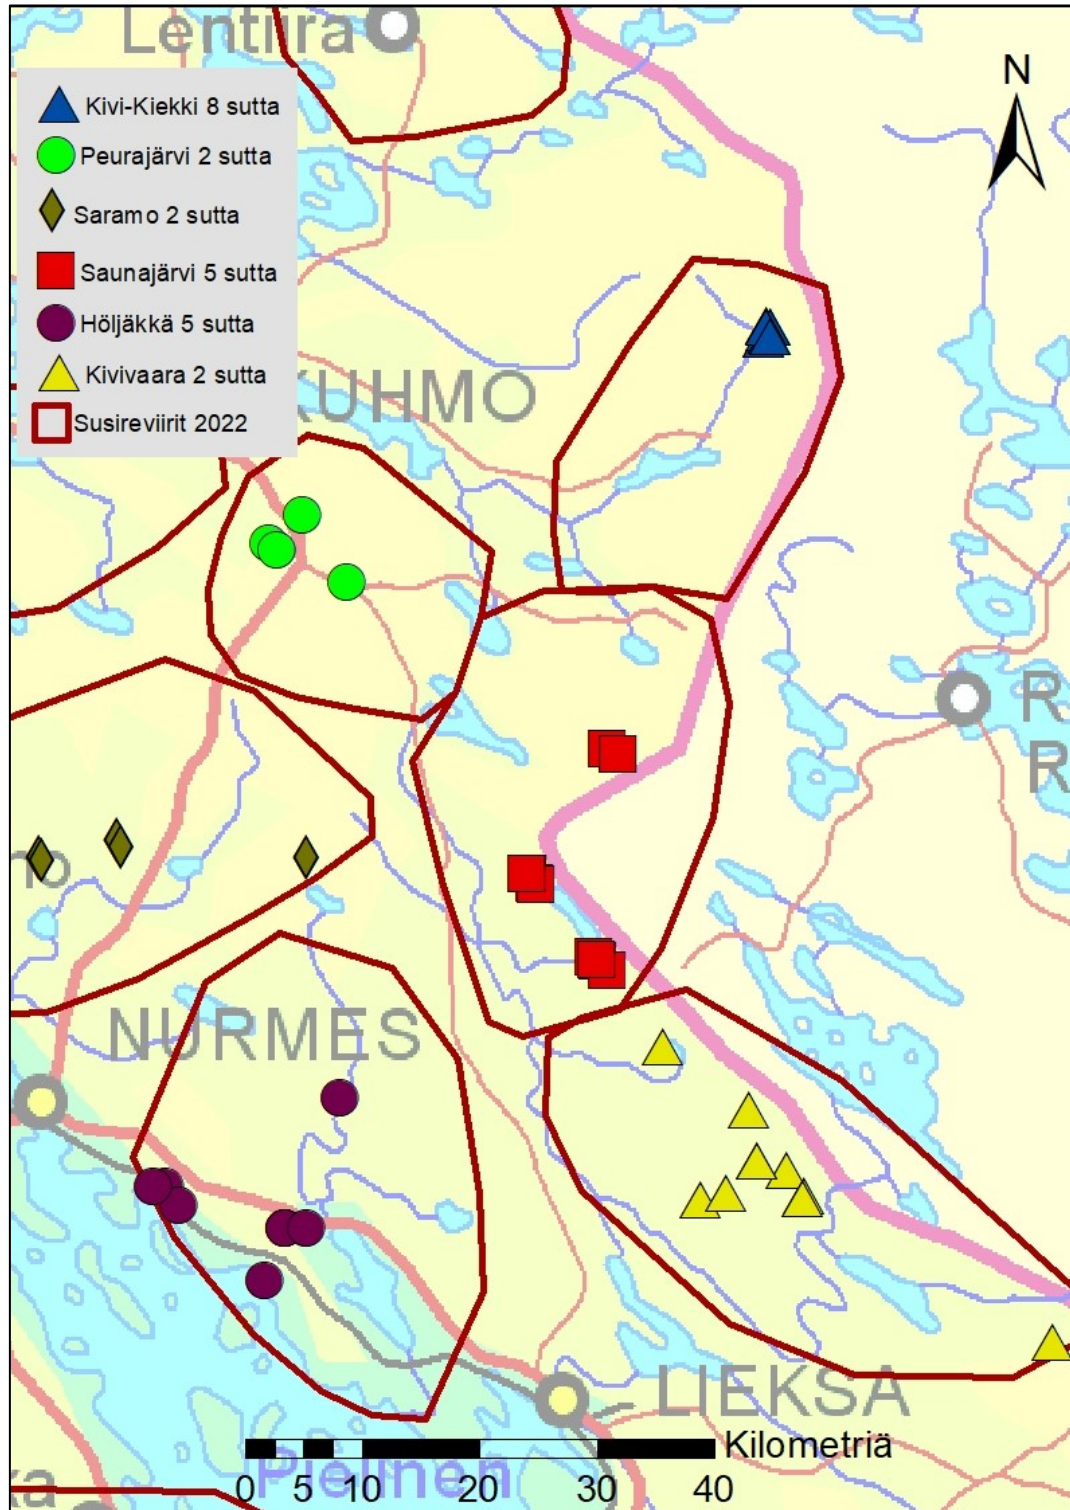 Lentiira
N
Kivi-Kiekki 8 sutta
Peurajärvi 2 sutta
Saramo 2 sutta
Saunajärvi 5 sutta
Höljäkkä 5 sutta
Kivivaara 2 sutta
Susireviirit 2022
KUHMO
R
R
NURMES
LIEKSA
Kilometriä
0 5 10 20 30 40
Pielinen